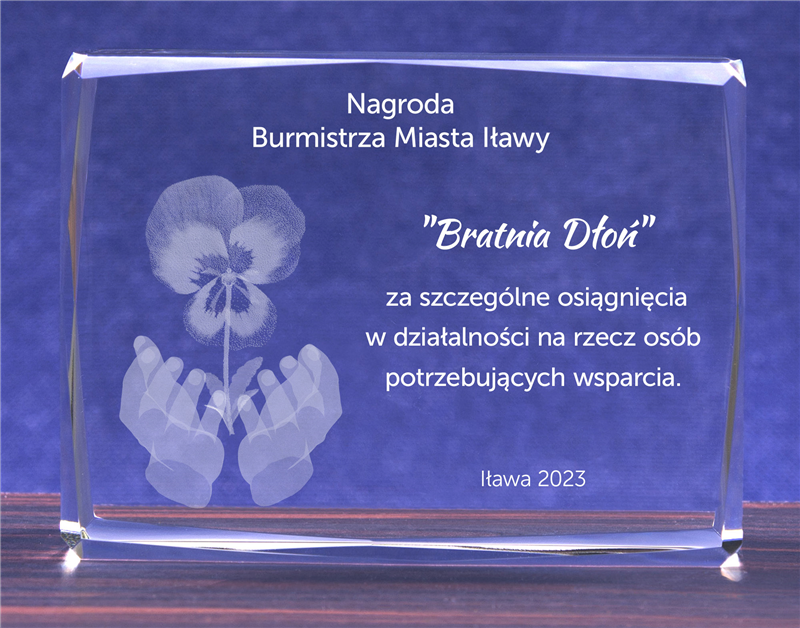 Nagroda
Burmistrza Miasta Iławy
"Bratnia Dłoń"
za szczególne osiągnięcia
w działalności na rzecz osób
potrzebujących wsparcia.
Iława 2023